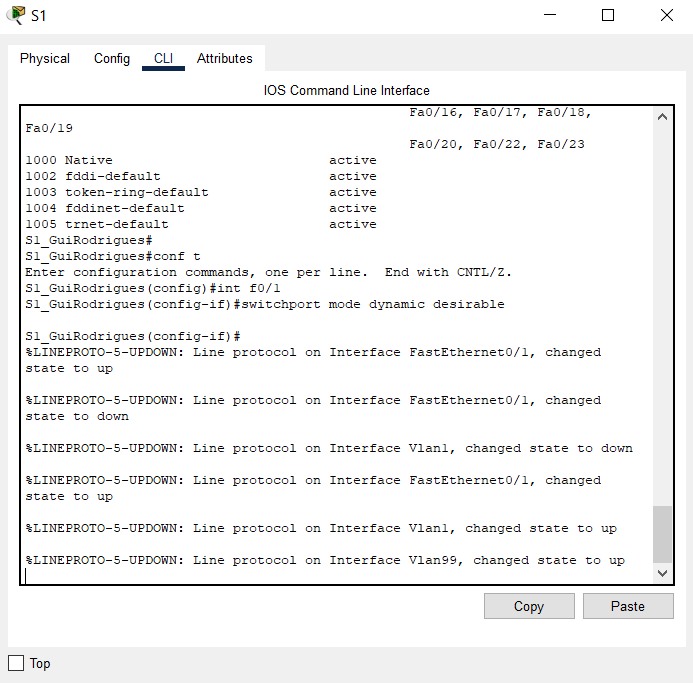 S1
Physical Config CLI Attributes
IOS Command Line Interface
Fa0/16, Fa0/17, Fa0/18,
Fa0/19
Fa0/20, Fa0/22, Fa0/23
1000 Native active
1002 fddi-default active
1003 token-ring-default active
1004 fddinet-default active
1005 trnet-default active
S1_GuiRodrigues#
S1_GuiRodrigues#conf t
Enter configuration commands, one per line. End with CNTL/Z.
S1_GuiRodrigues(config)#int f0/1
S1_GuiRodrigues(config-if)#switchport mode dynamic desirable
S1_GuiRodrigues(config-if)#
%LINEPROTO-5-UPDOWN: Line protocol on Interface FastEthernet0/1, changed
state to up
%LINEPROTO-5-UPDOWN: Line protocol on Interface FastEthernet0/1, changed
state to down
%LINEPROTO-5-UPDOWN: Line protocol on Interface Vlan1, changed state to down
%LINEPROTO-5-UPDOWN: Line protocol on Interface FastEthernet0/1, changed
state to up
%LINEPROTO-5-UPDOWN: Line protocol on Interface Vlan1, changed state to up
%LINEPROTO-5-UPDOWN: Line protocol on Interface Vlan99, changed state to up
Copy Paste
Top